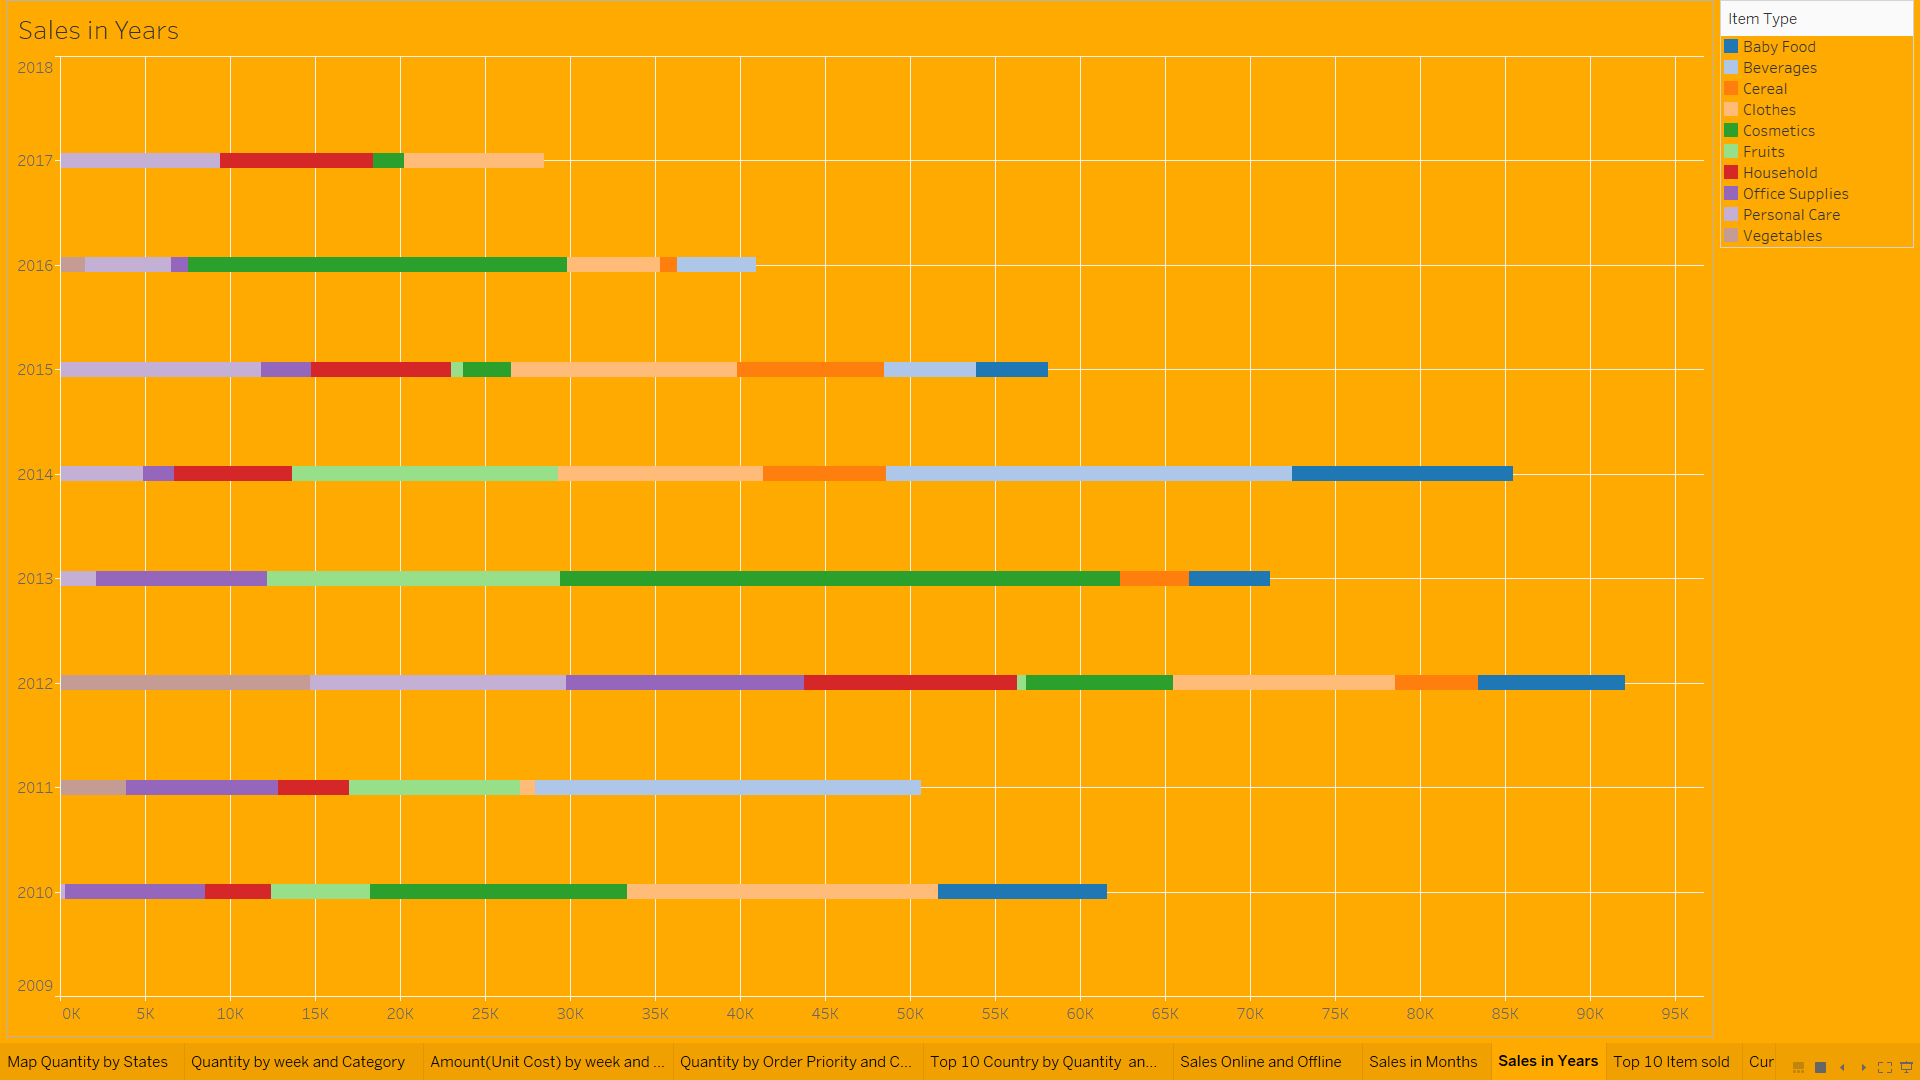 Sales in Years
Item Type
Baby Food
Beverages
Cereal
Clothes
Cosmetics
Fruits
Household
Office Supplies
Personal Care
Vegetables
2018
2017
2016
2015
2014
2013
2012
2011
2010
2009
0K 5K 10K 15K 20K 25K 30K 35K 40K 45K 50K 55K 60K 65K 70K 75K 80K 85K 90K 95K
Map Quantity by States Quantity by week and Category Amount(Unit Cost) by week and ... Quantity by Order Priority and C... Top 10 Country by Quantity an... Sales Online and Offline Sales in Months Sales in Years Top 10 Item sold Cur